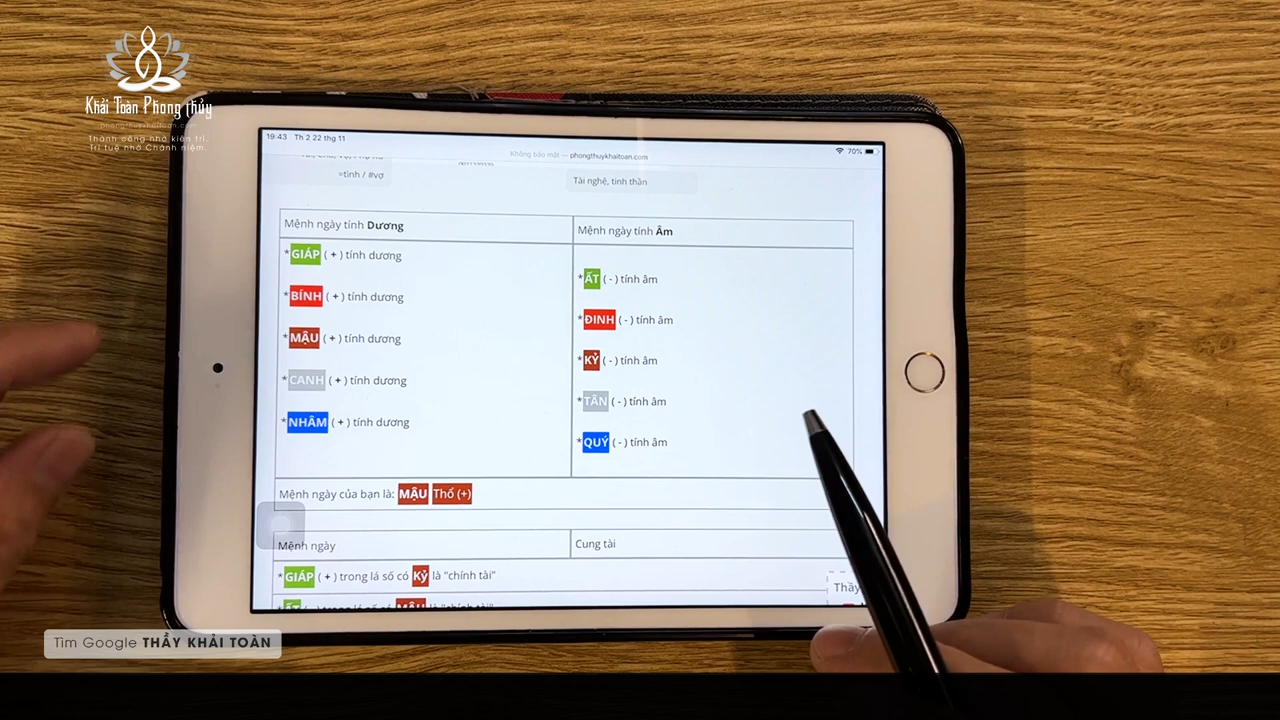 Khải Toàn Phong thủy
phongthuykhaitoan.com
Thành công nhờ kiên trì.
Trí tuệ nhờ Chánh niệm.
19:43 Th 2 22 thg 11
70%
Không bảo mật — phongthuykhaitoan.com
=tình / #vợ
Tài nghệ, tinh thần
Mệnh ngày tính Dương
Mệnh ngày tính Âm
*GIÁP ( + ) tính dương
*BÍNH ( + ) tính dương
*MẬU ( + ) tính dương
*CANH ( + ) tính dương
*NHÂM ( + ) tính dương
*ẤT ( - ) tính âm
*ĐINH ( - ) tính âm
*KỶ ( - ) tính âm
*TÂN ( - ) tính âm
*QUÝ ( - ) tính âm
Mệnh ngày của bạn là: MẬU Thổ (+)
Mệnh ngày
Cung tài
*GIÁP ( + ) trong lá số có Kỷ là "chính tài"
Thầy
Tìm Google THẦY KHẢI TOÀN